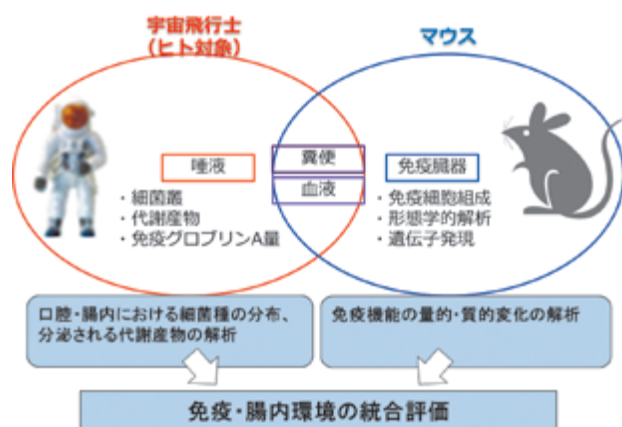 宇宙飛行士
(ヒト対象)
マウス
唾液
糞便
血液
免疫臓器
・細菌叢
・代謝産物
・免疫グロブリンA量
・免疫細胞組成
・形態学的解析
・遺伝子発現
口腔・腸内における細菌種の分布、
分泌される代謝産物の解析
免疫機能の量的・質的変化の解析
免疫・腸内環境の統合評価